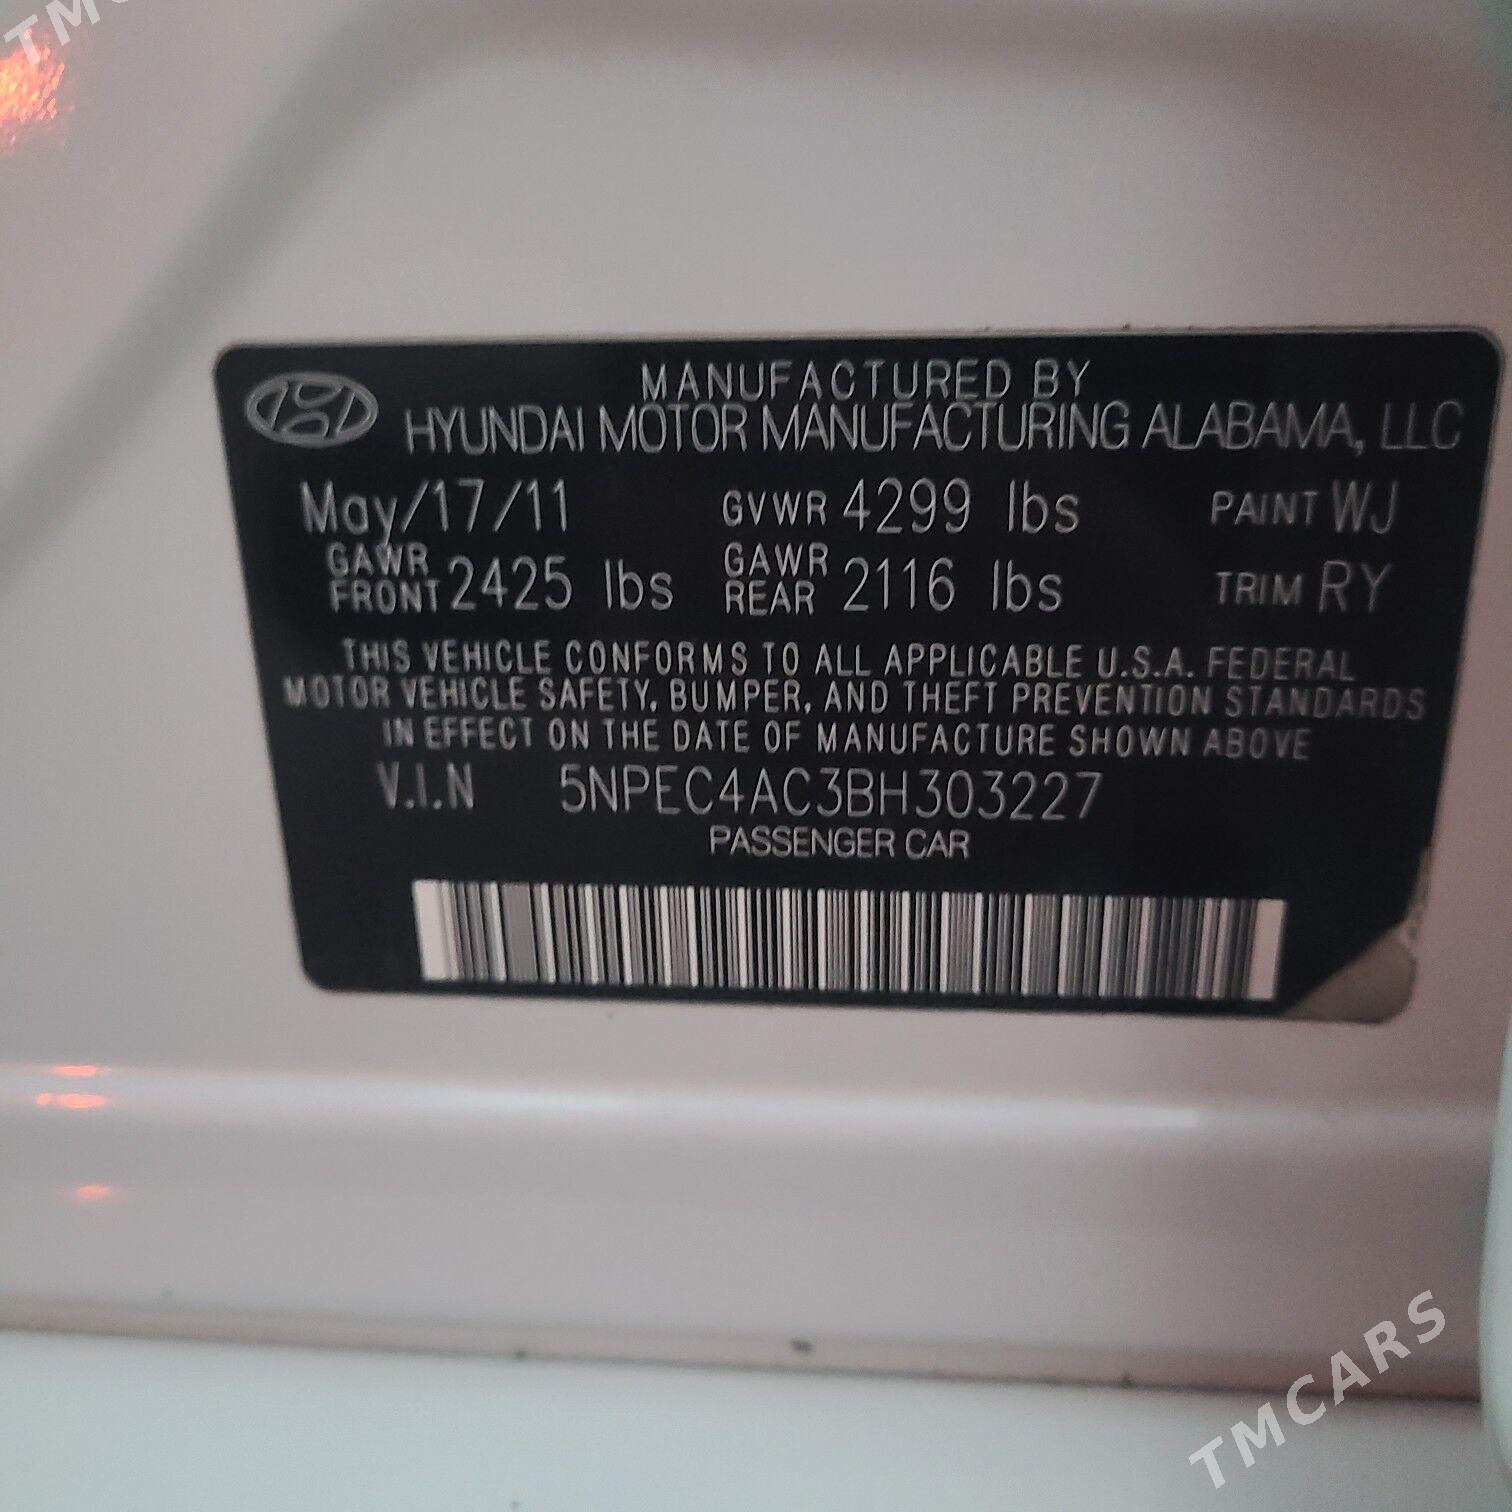 TMC
MANUFACTURED BY
HYUNDAI MOTOR MANUFACTURING ALABAMA, LLC
May/17/11 GVWR 4299 lbs PAINT WJ
GAWR FRONT 2425 lbs GAWR REAR 2116 lbs TRIM RY
THIS VEHICLE CONFORMS TO ALL APPLICABLE U.S.A. FEDERAL
MOTOR VEHICLE SAFETY, BUMPER, AND THEFT PREVENTION STANDARDS
IN EFFECT ON THE DATE OF MANUFACTURE SHOWN ABOVE
V.I.N 5NPEC4AC3BH303227
PASSENGER CAR
TMCARS